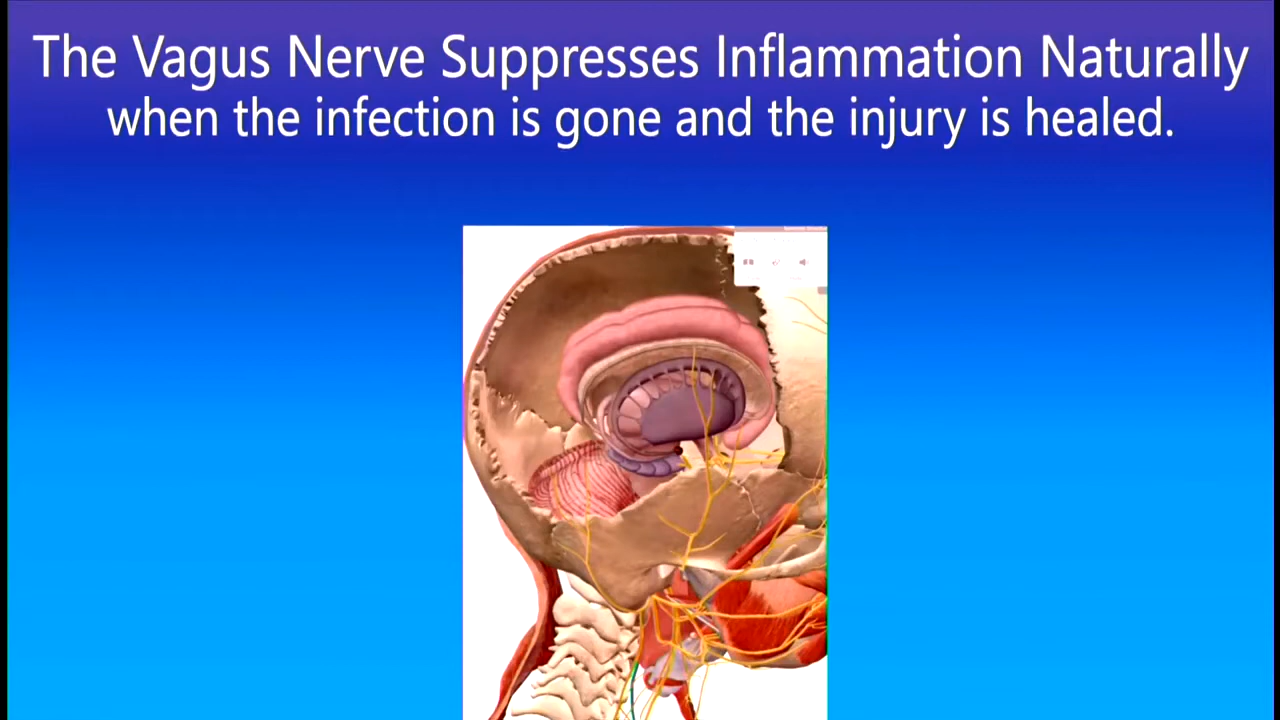 The Vagus Nerve Suppresses Inflammation Naturally
when the infection is gone and the injury is healed.